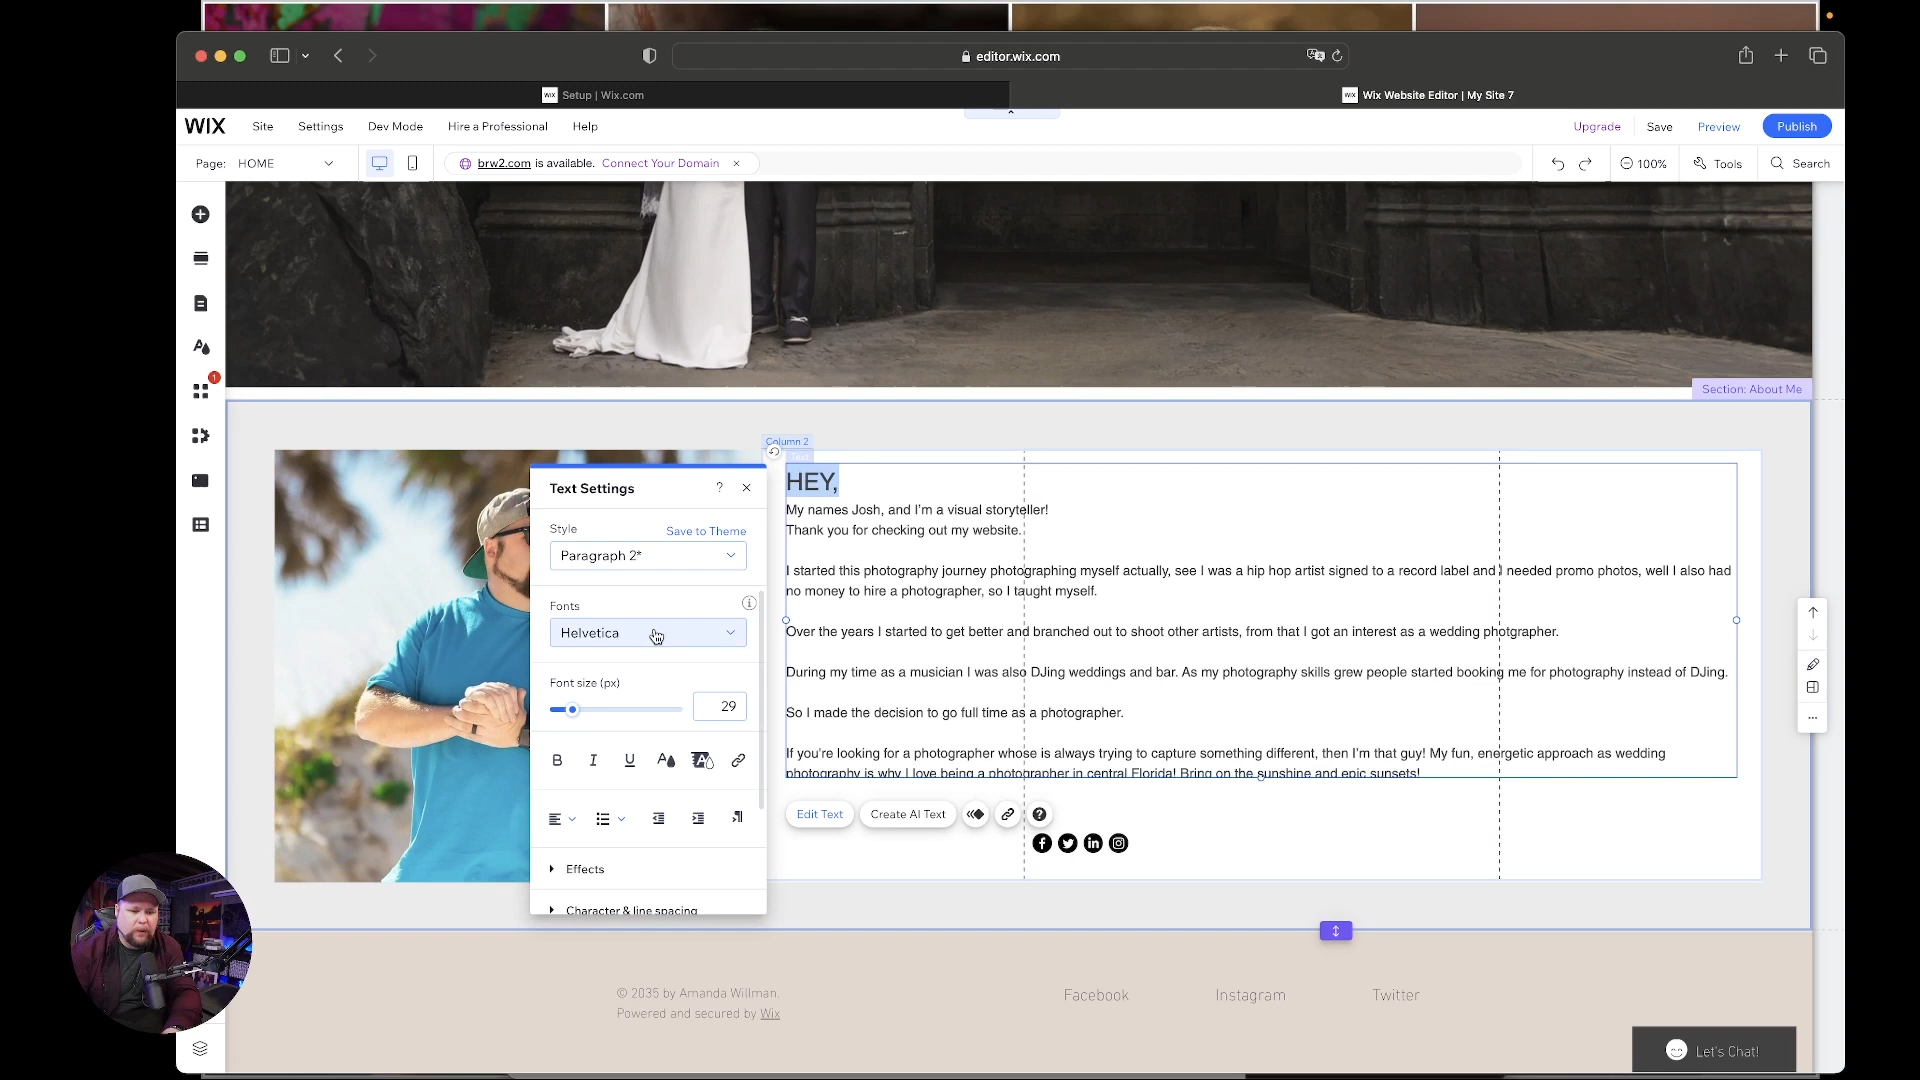 editor.wix.com
WIX Setup | Wix.com
WIX Wix Website Editor | My Site 7
WIX Site Settings Dev Mode Hire a Professional Help Upgrade Save Preview Publish
Page: HOME brw2.com is available. Connect Your Domain 100% Tools Search
1
Section: About Me
Column 2
Text
HEY,
My names Josh, and I'm a visual storyteller!
Thank you for checking out my website.
I started this photography journey photographing myself actually, see I was a hip hop artist signed to a record label and I needed promo photos, well I also had
no money to hire a photographer, so I taught myself.
Over the years I started to get better and branched out to shoot other artists, from that I got an interest as a wedding photgrapher.
During my time as a musician I was also DJing weddings and bar. As my photography skills grew people started booking me for photography instead of DJing.
So I made the decision to go full time as a photographer.
If you're looking for a photographer whose is always trying to capture something different, then I'm that guy! My fun, energetic approach as wedding
photography is why I love being a photographer in central Florida! Bring on the sunshine and epic sunsets!
Edit Text Create AI Text
Text Settings ?
Style Save to Theme
Paragraph 2*
Fonts
Helvetica
Font size (px)
29
B I U
Effects
Character & line spacing
© 2035 by Amanda Willman.
Powered and secured by Wix
Facebook Instagram Twitter
Let's Chat!